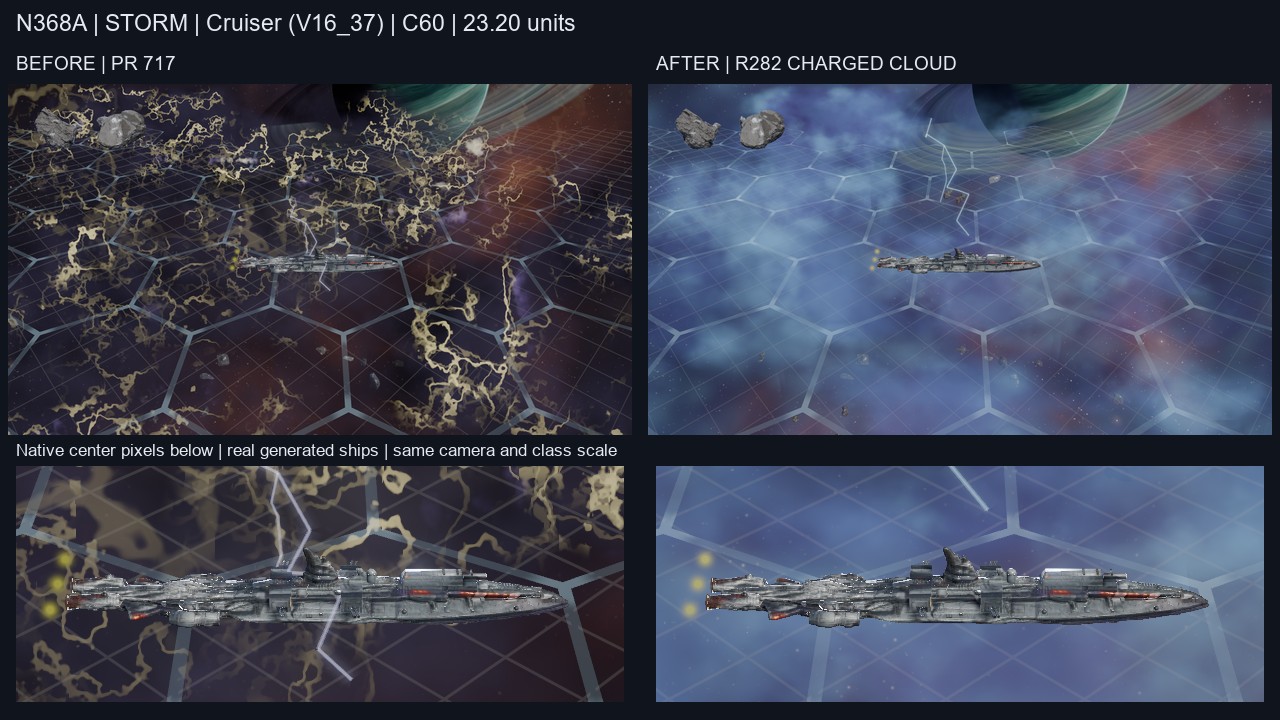 N368A | STORM | Cruiser (V16_37) | C60 | 23.20 units
BEFORE | PR 717
AFTER | R282 CHARGED CLOUD
Native center pixels below | real generated ships | same camera and class scale